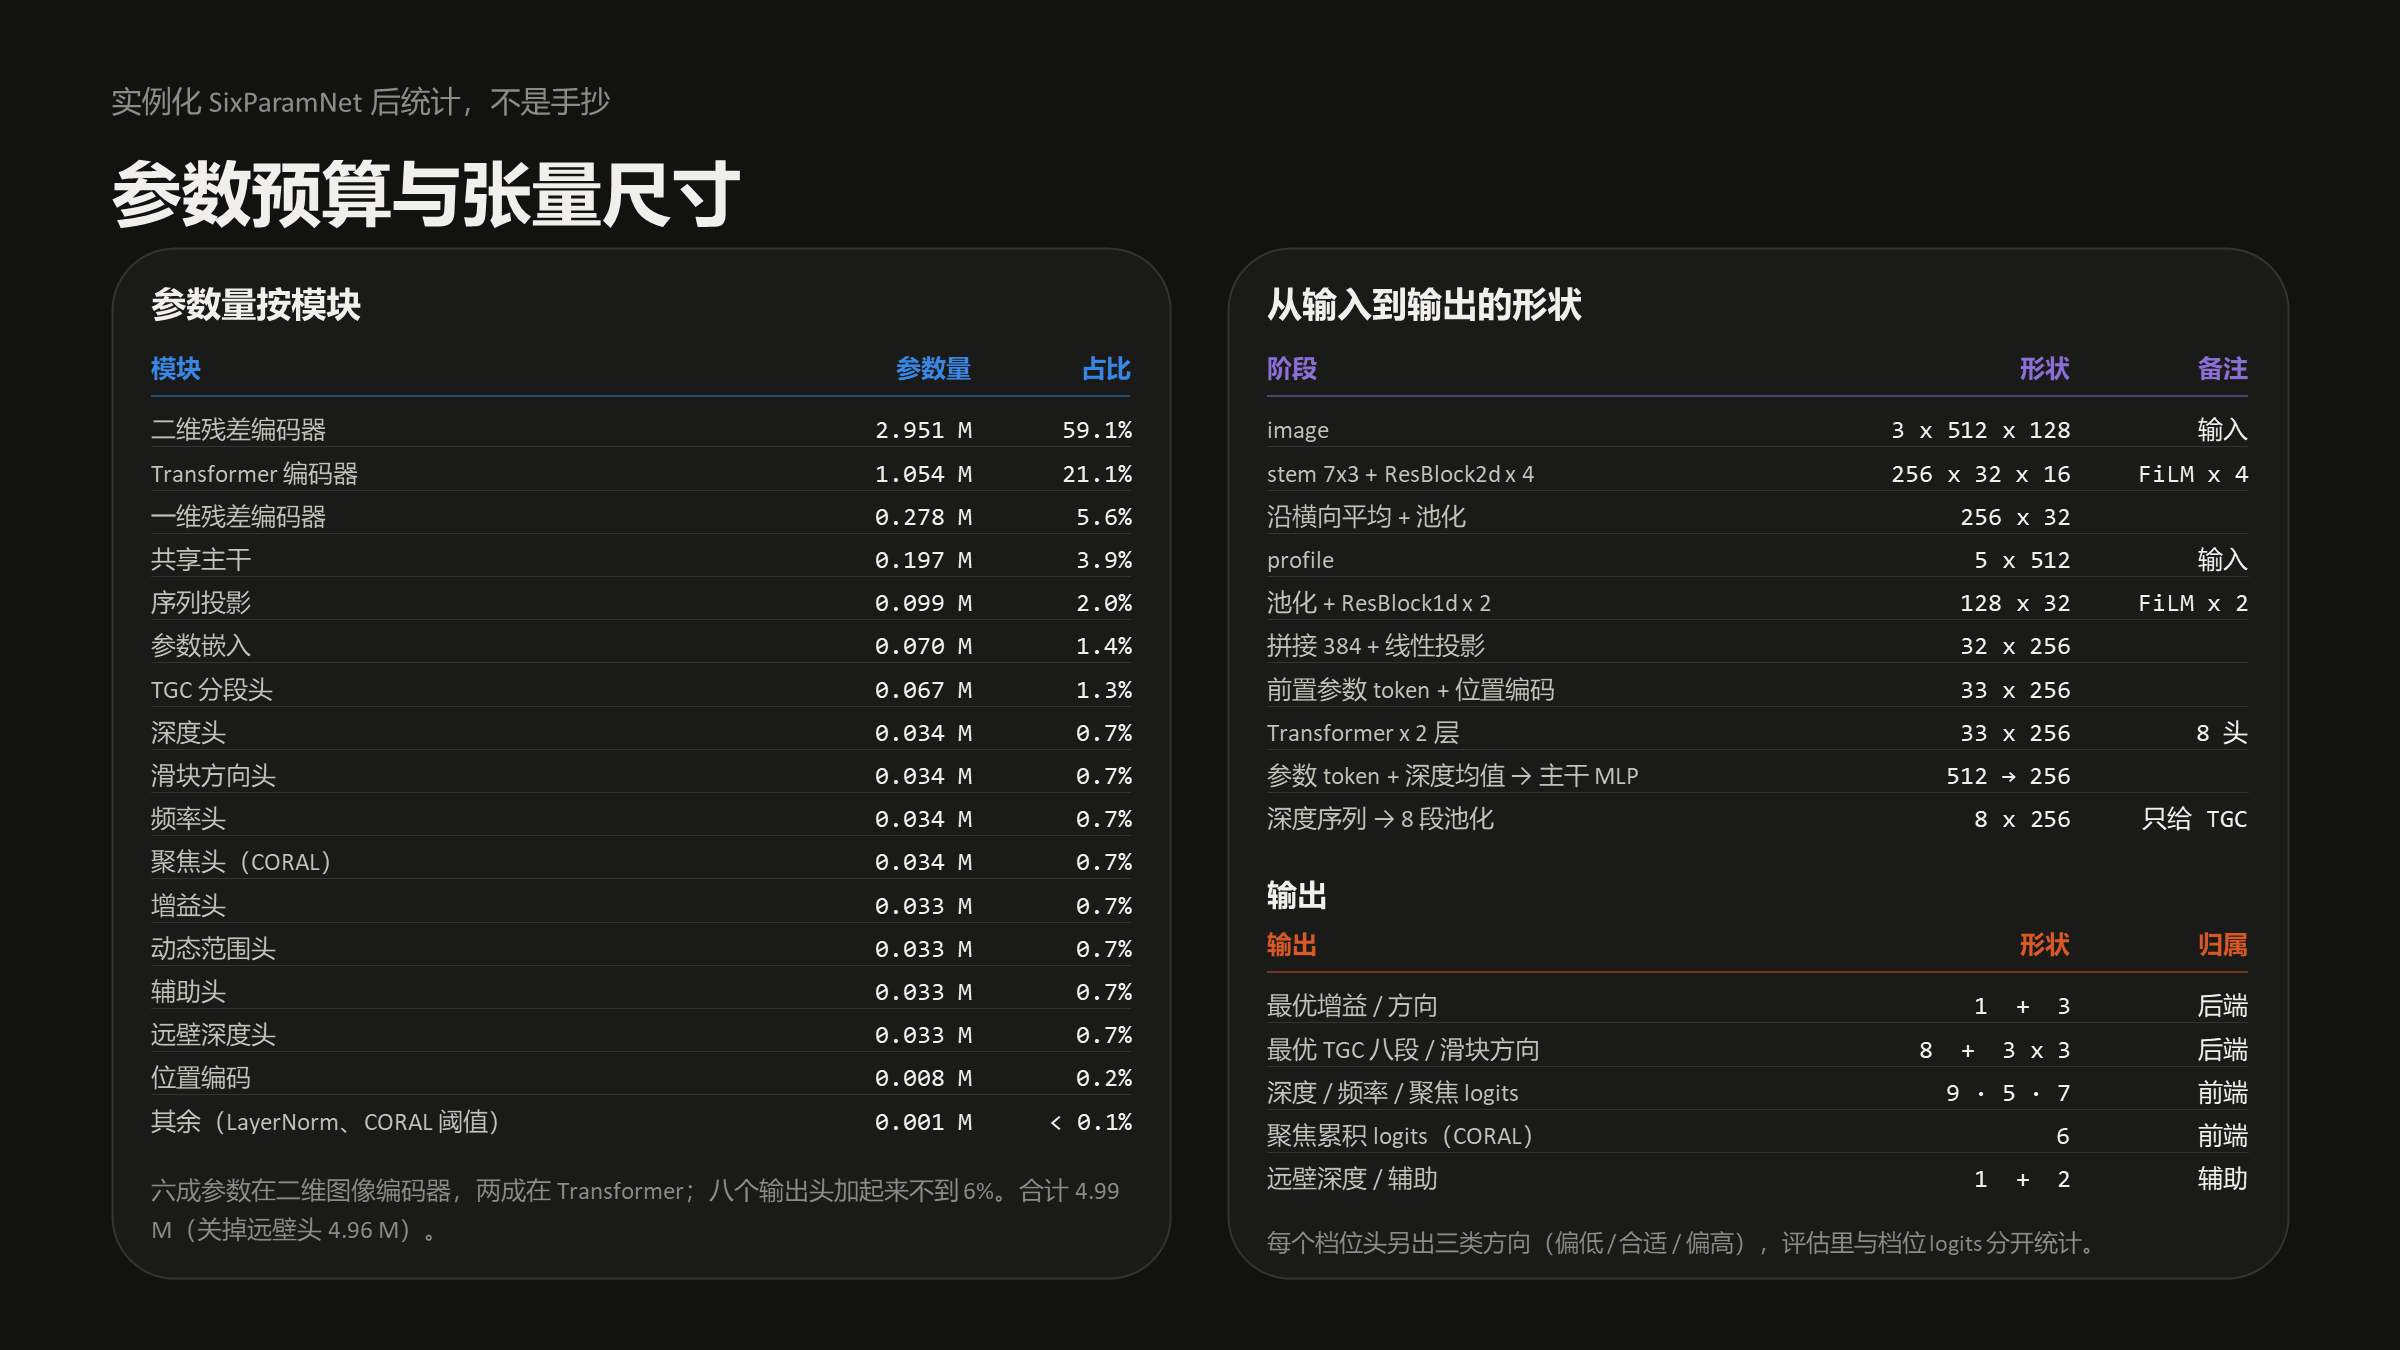 实例化 SixParamNet 后统计，不是手抄
参数预算与张量尺寸
参数量按模块
模块 参数量 占比
二维残差编码器 2.951 M 59.1%
Transformer 编码器 1.054 M 21.1%
一维残差编码器 0.278 M 5.6%
共享主干 0.197 M 3.9%
序列投影 0.099 M 2.0%
参数嵌入 0.070 M 1.4%
TGC 分段头 0.067 M 1.3%
深度头 0.034 M 0.7%
滑块方向头 0.034 M 0.7%
频率头 0.034 M 0.7%
聚焦头（CORAL） 0.034 M 0.7%
增益头 0.033 M 0.7%
动态范围头 0.033 M 0.7%
辅助头 0.033 M 0.7%
远壁深度头 0.033 M 0.7%
位置编码 0.008 M 0.2%
其余（LayerNorm、CORAL 阈值） 0.001 M < 0.1%
六成参数在二维图像编码器，两成在 Transformer；八个输出头加起来不到 6%。合计 4.99
M（关掉远壁头 4.96 M）。
从输入到输出的形状
阶段 形状 备注
image 3 x 512 x 128 输入
stem 7x3 + ResBlock2d x 4 256 x 32 x 16 FiLM x 4
沿横向平均 + 池化 256 x 32
profile 5 x 512 输入
池化 + ResBlock1d x 2 128 x 32 FiLM x 2
拼接 384 + 线性投影 32 x 256
前置参数 token + 位置编码 33 x 256
Transformer x 2 层 33 x 256 8 头
参数 token + 深度均值 → 主干 MLP 512 → 256
深度序列 → 8 段池化 8 x 256 只给 TGC
输出
输出 形状 归属
最优增益 / 方向 1 + 3 后端
最优 TGC 八段 / 滑块方向 8 + 3 x 3 后端
深度 / 频率 / 聚焦 logits 9 · 5 · 7 前端
聚焦累积 logits（CORAL） 6 前端
远壁深度 / 辅助 1 + 2 辅助
每个档位头另出三类方向（偏低 / 合适 / 偏高），评估里与档位 logits 分开统计。